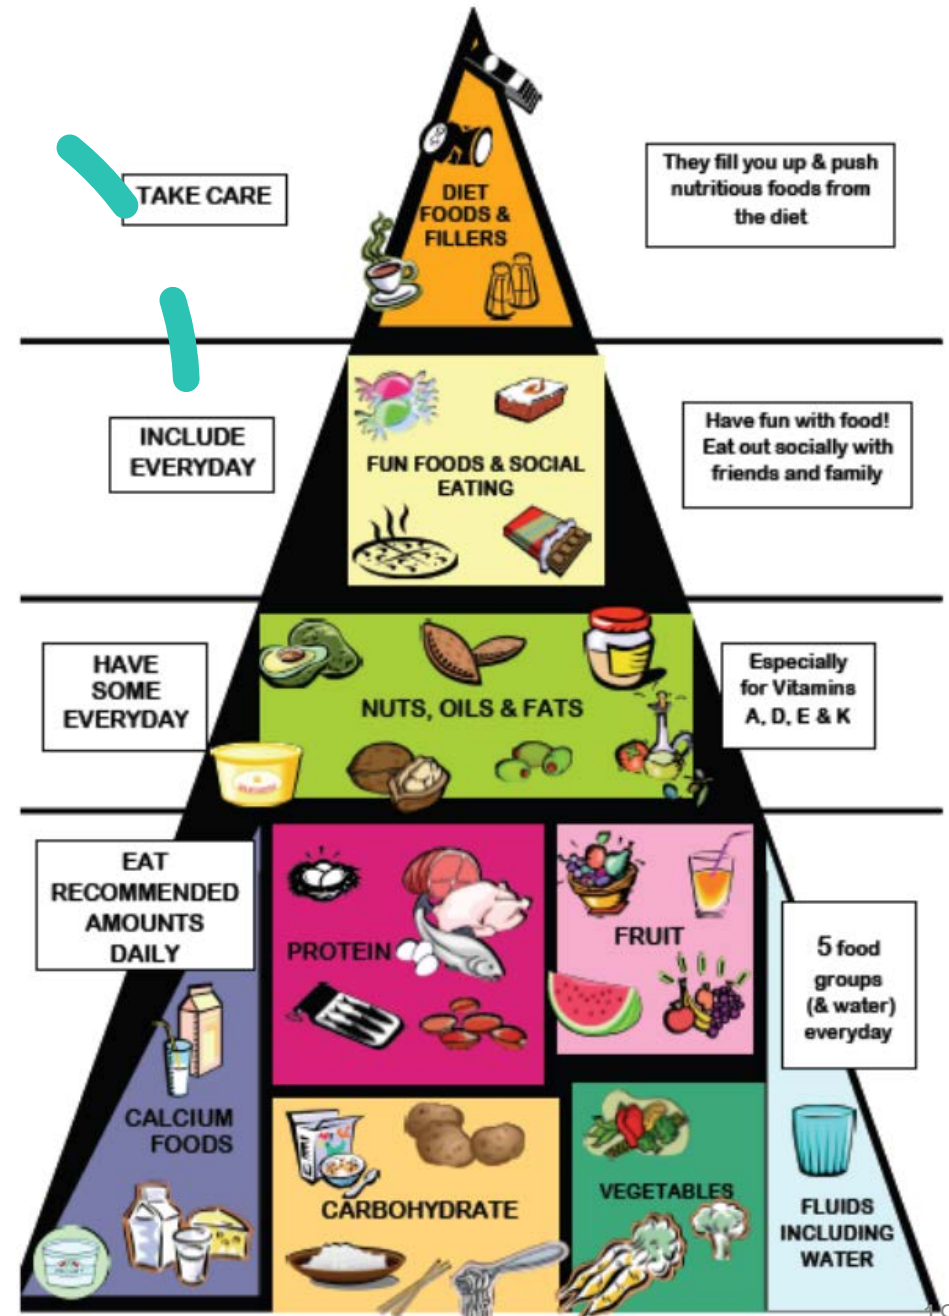 TAKE CARE
DIET
FOODS &
FILLERS
They fill you up & push
nutritious foods from
the diet
INCLUDE
EVERYDAY
FUN FOODS & SOCIAL
EATING
Have fun with food!
Eat out socially with
friends and family
HAVE
SOME
EVERYDAY
NUTS, OILS & FATS
Especially
for Vitamins
A, D, E & K
EAT
RECOMMENDED
AMOUNTS
DAILY
PROTEIN
FRUIT
5 food
groups
(& water)
everyday
CALCIUM
FOODS
CARBOHYDRATE
VEGETABLES
FLUIDS
INCLUDING
WATER